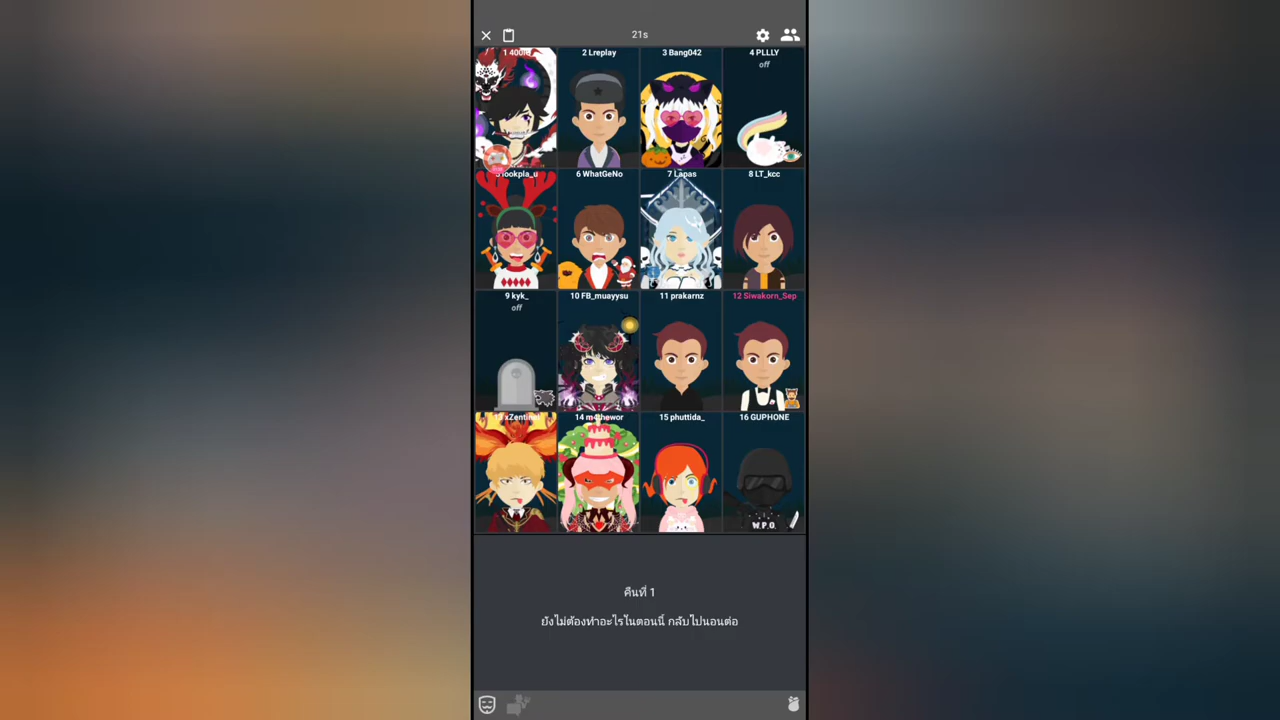 21s
2 Lreplay
3 Bang042
4 PLLLY
off
6 WhatGeNo
7 Lapas
8 LT_kcc
9 kyk_
off
10 FB_muayysu
11 prakarnz
12 Siwakorn_Sep
14 m4thewor
15 phuttida_
16 GUPHONE
W.P.O.
คืนที่ 1
ยังไม่ต้องทำอะไรในตอนนี้ กลับไปนอนต่อ